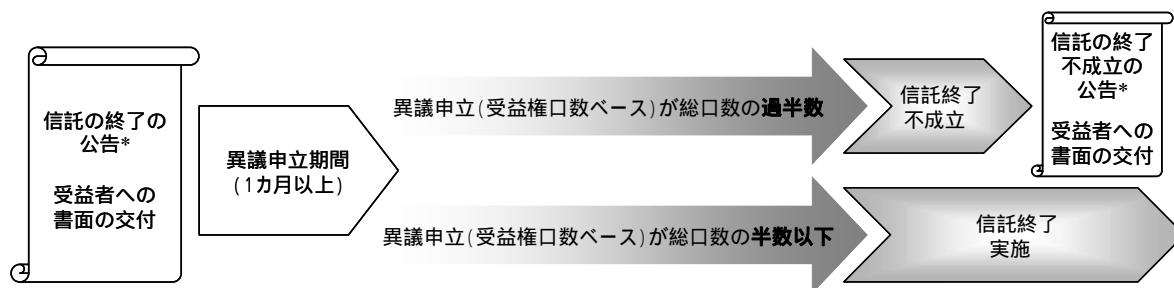 信託の終了の
公告*
受益者への
書面の交付
異議申立期間
(1カ月以上)
異議申立(受益権口数ベース)が総口数の過半数
信託終了
不成立
信託の終了
不成立の
公告*
受益者への
書面の交付
異議申立(受益権口数ベース)が総口数の半数以下
信託終了
実施